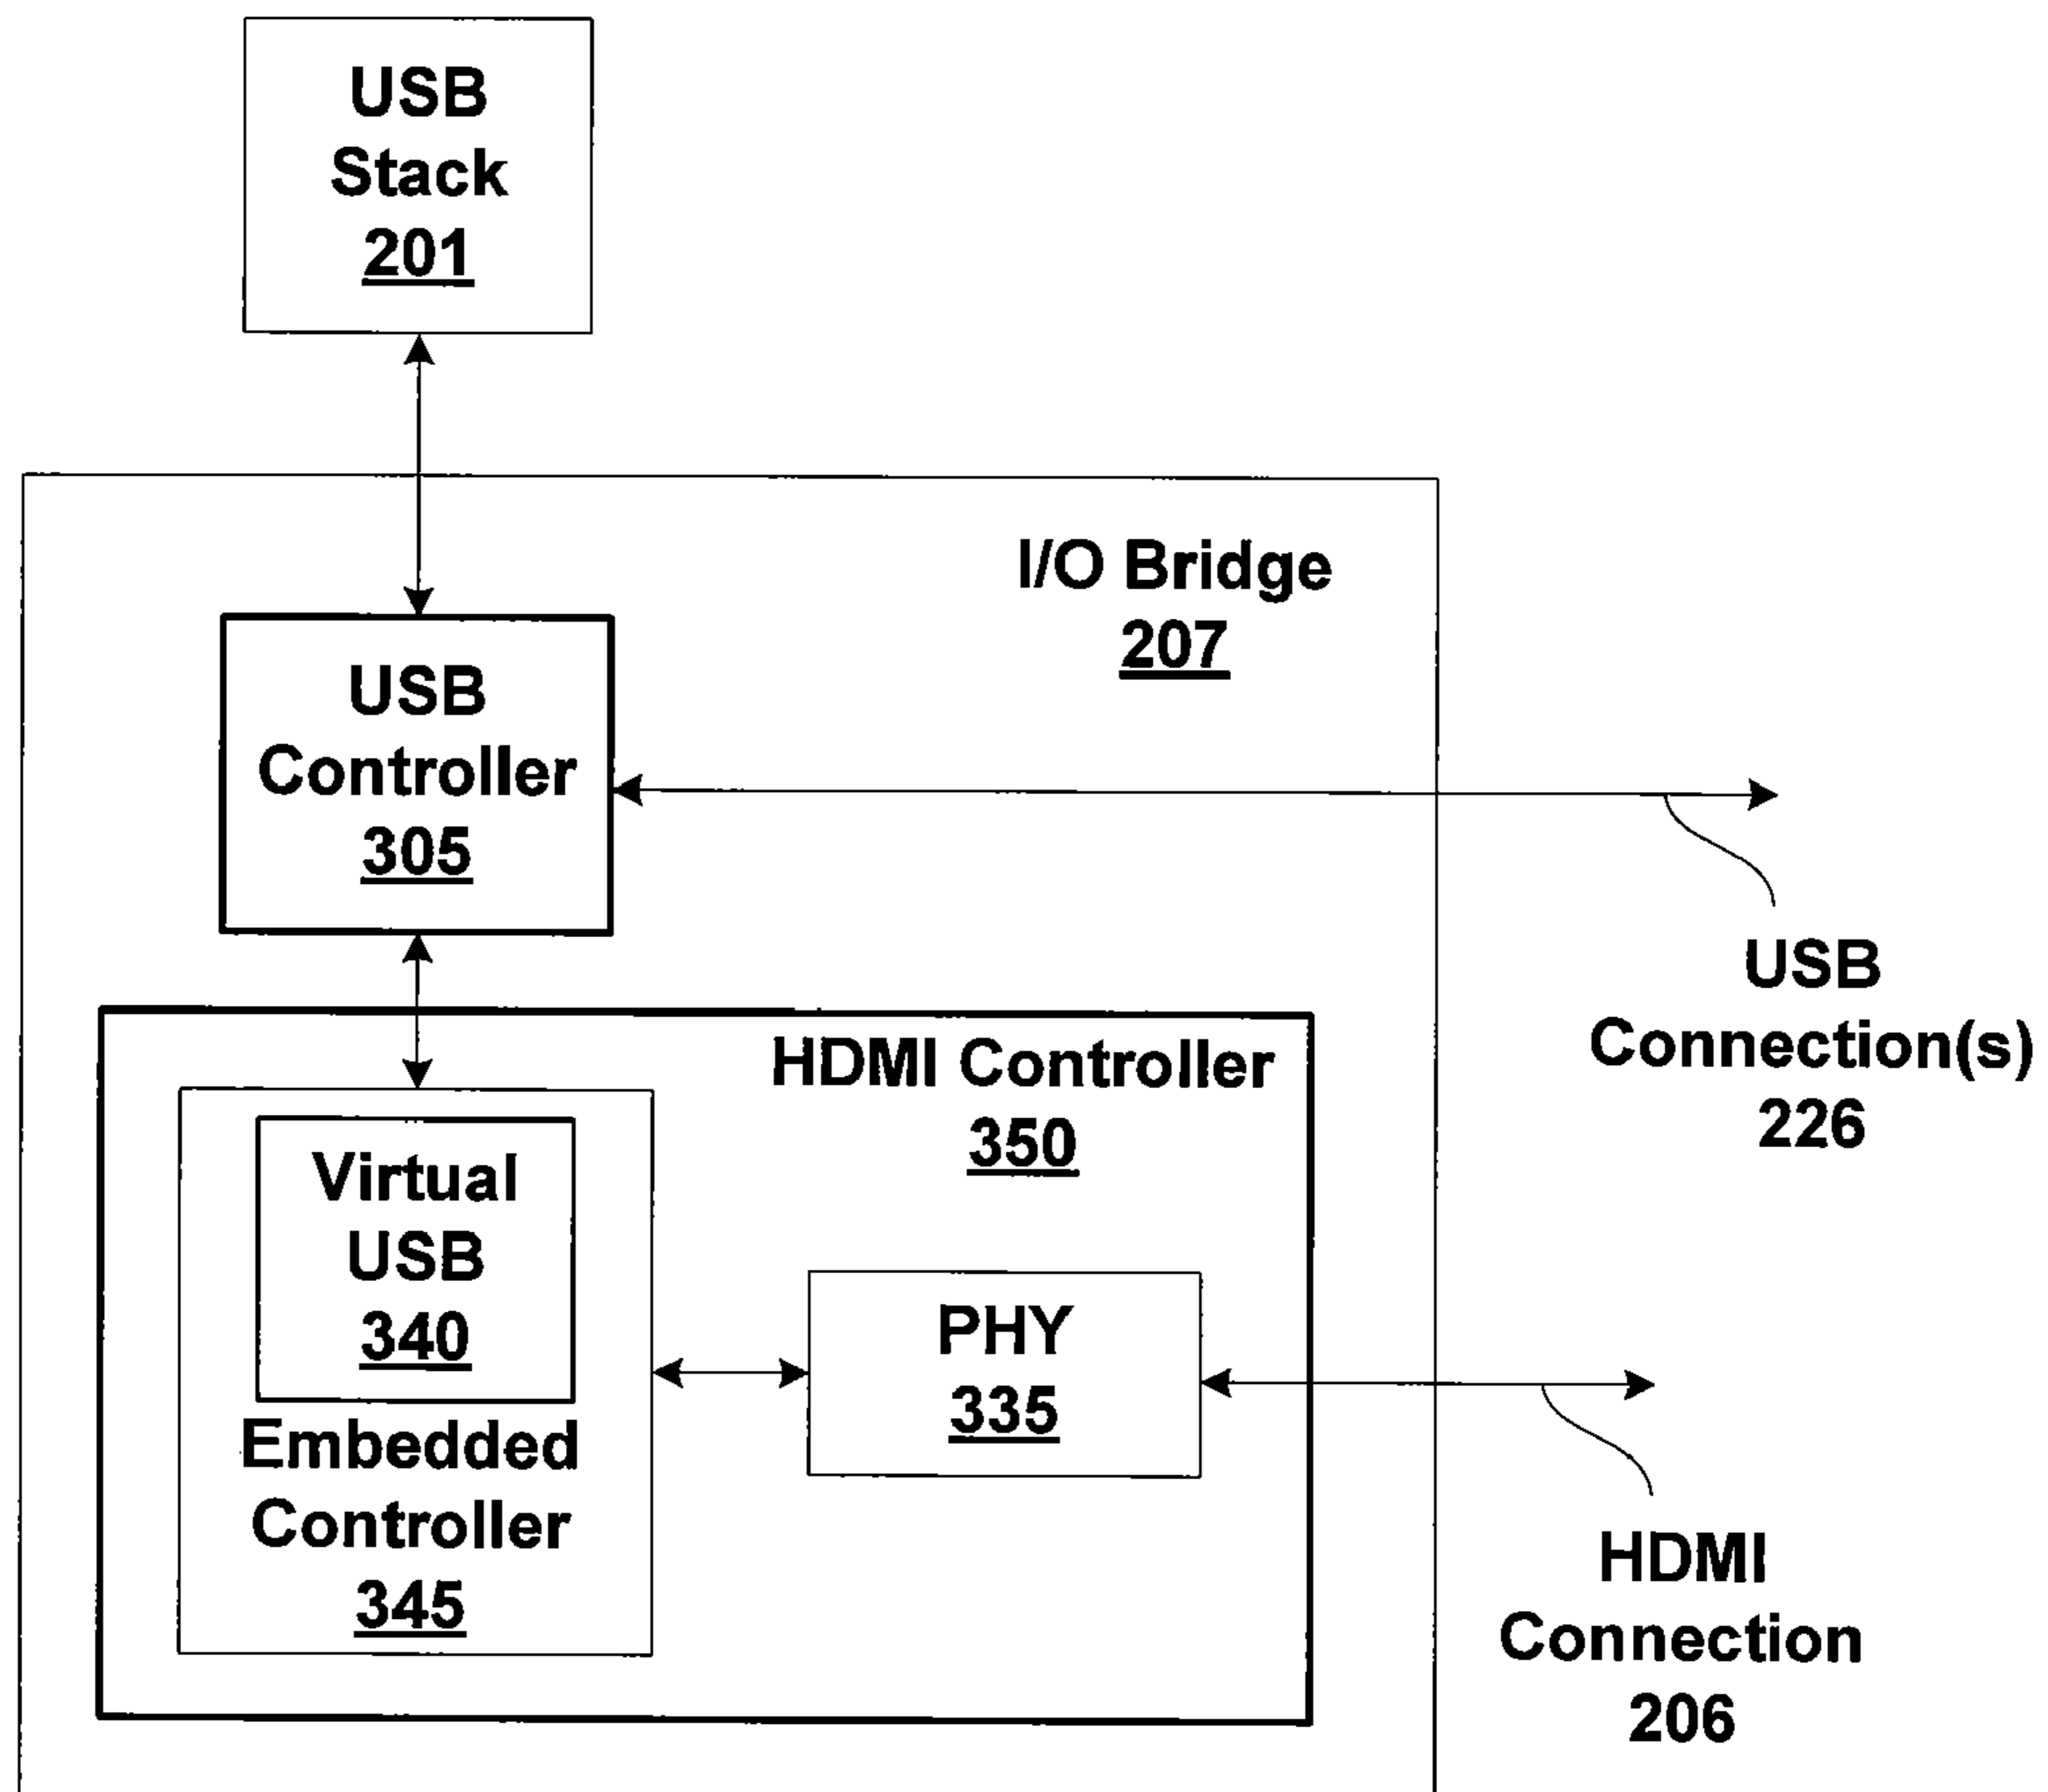 USB
Stack
201
I/O Bridge
207
USB
Controller
305
USB
Connection(s)
226
HDMI Controller
350
Virtual
USB
340
Embedded
Controller
345
PHY
335
HDMI
Connection
206